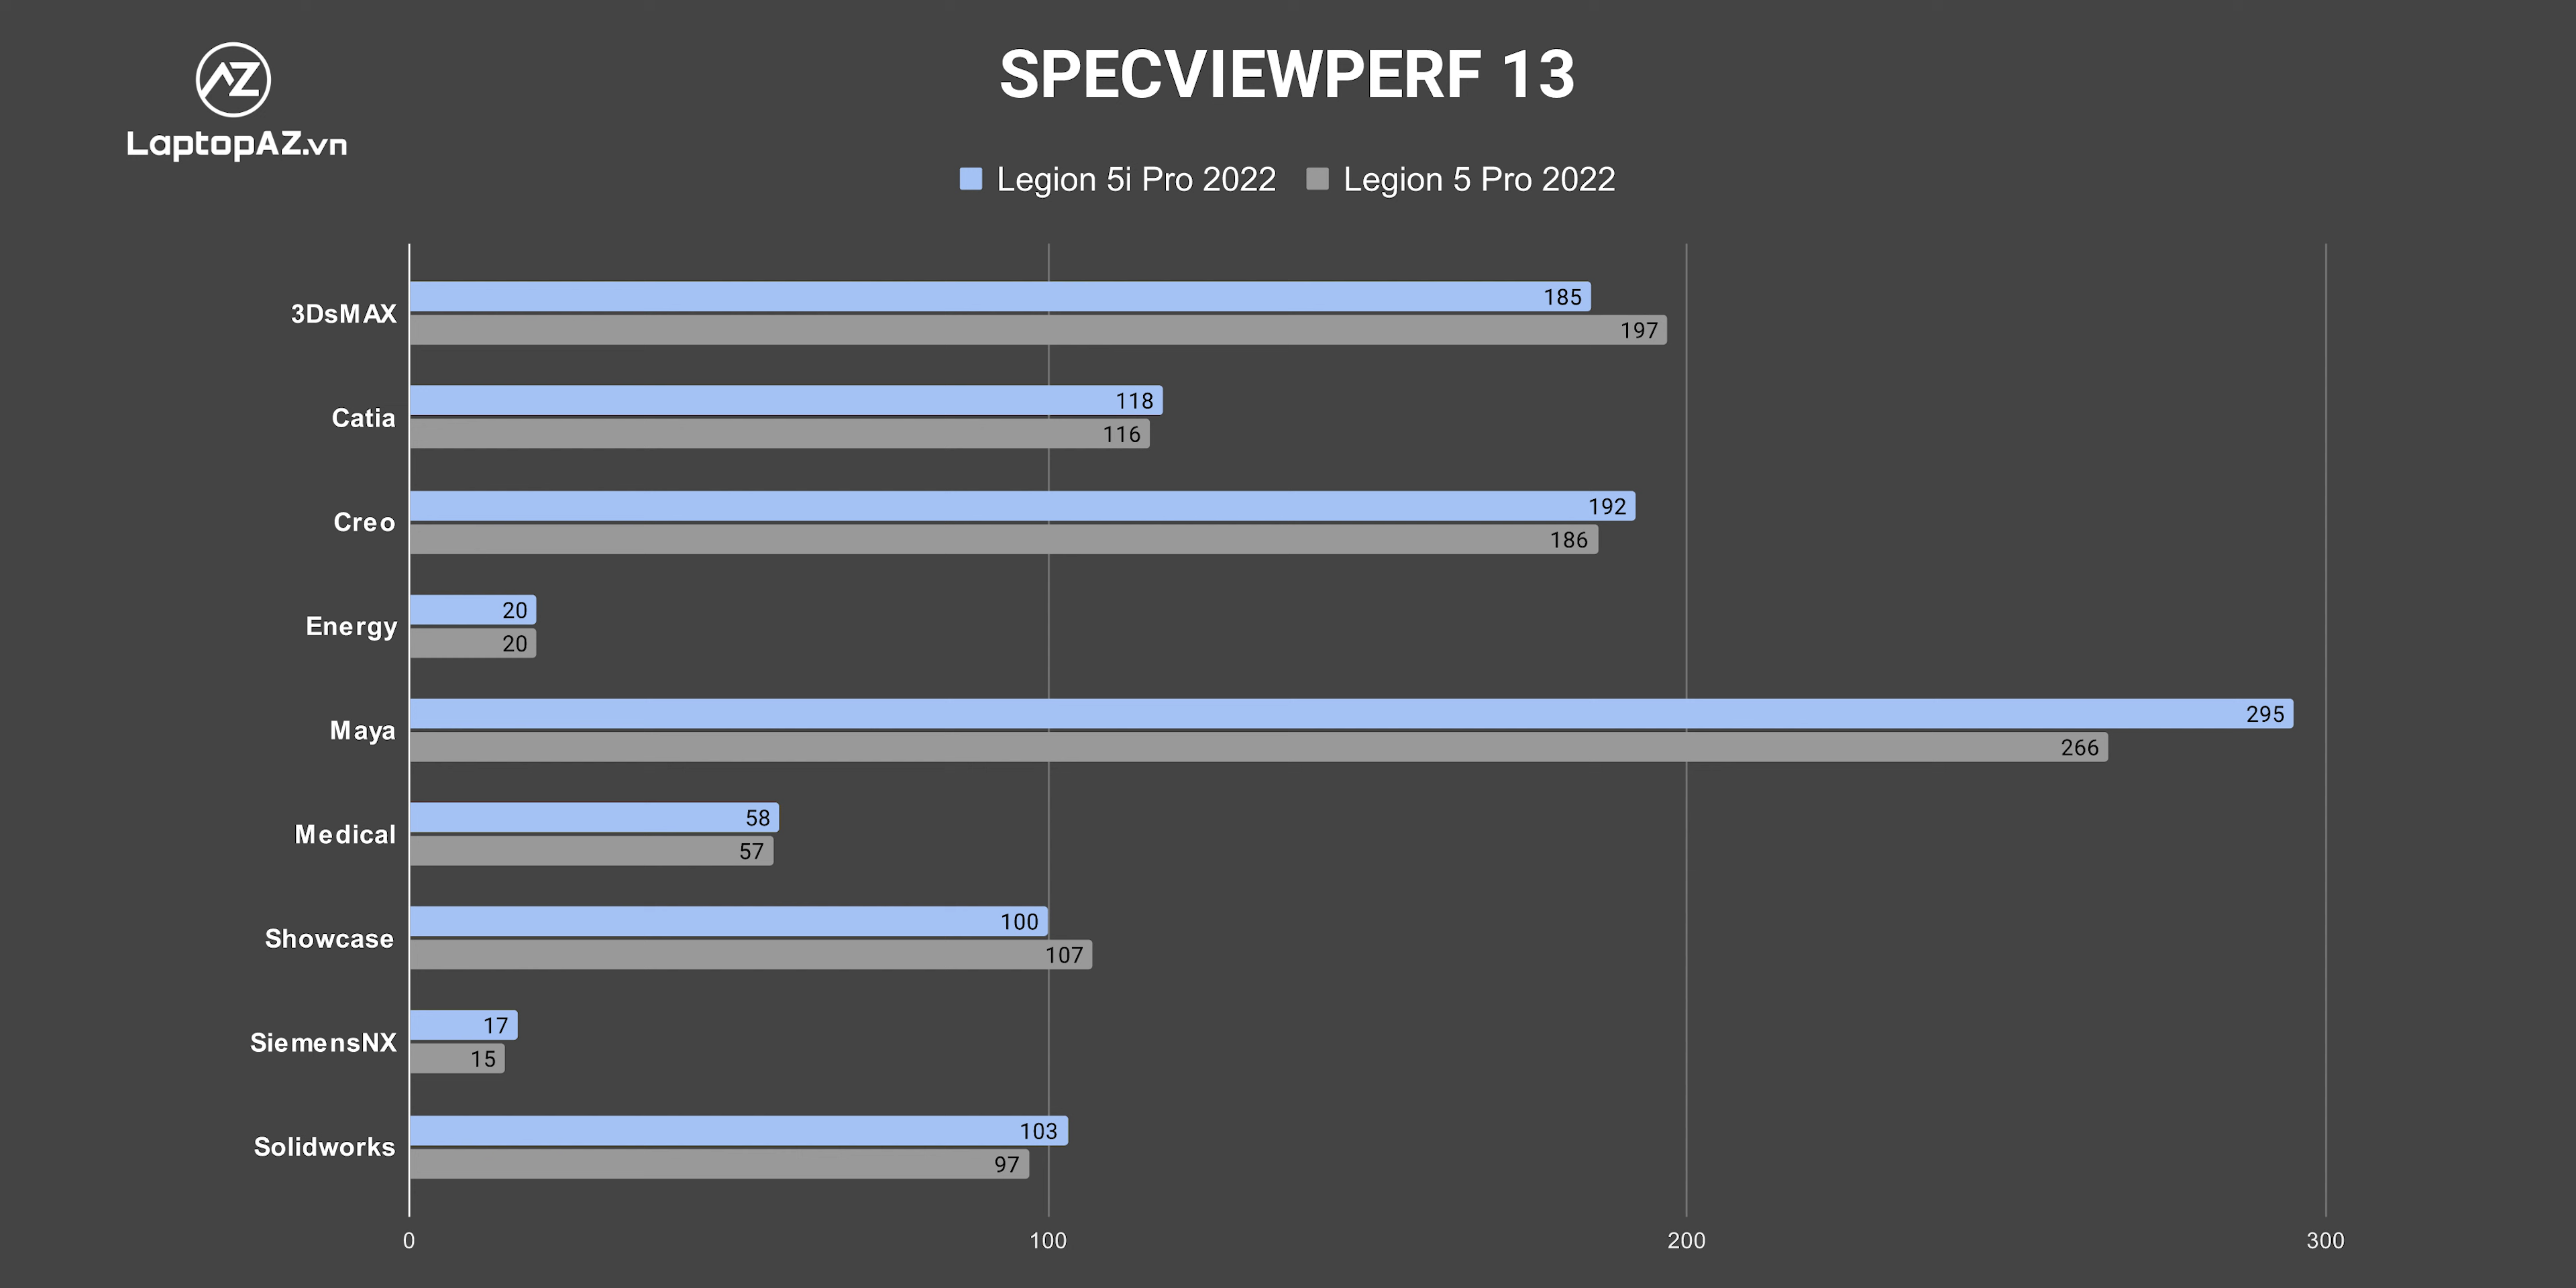 SPECVIEWPERF 13
AZ
LaptopAZ.vn
Legion 5i Pro 2022 Legion 5 Pro 2022
3DsMAX 185
197
Catia 118
116
Creo 192
186
Energy 20
20
Maya 295
266
Medical 58
57
Showcase 100
107
SiemensNX 17
15
Solidworks 103
97
0 100 200 300